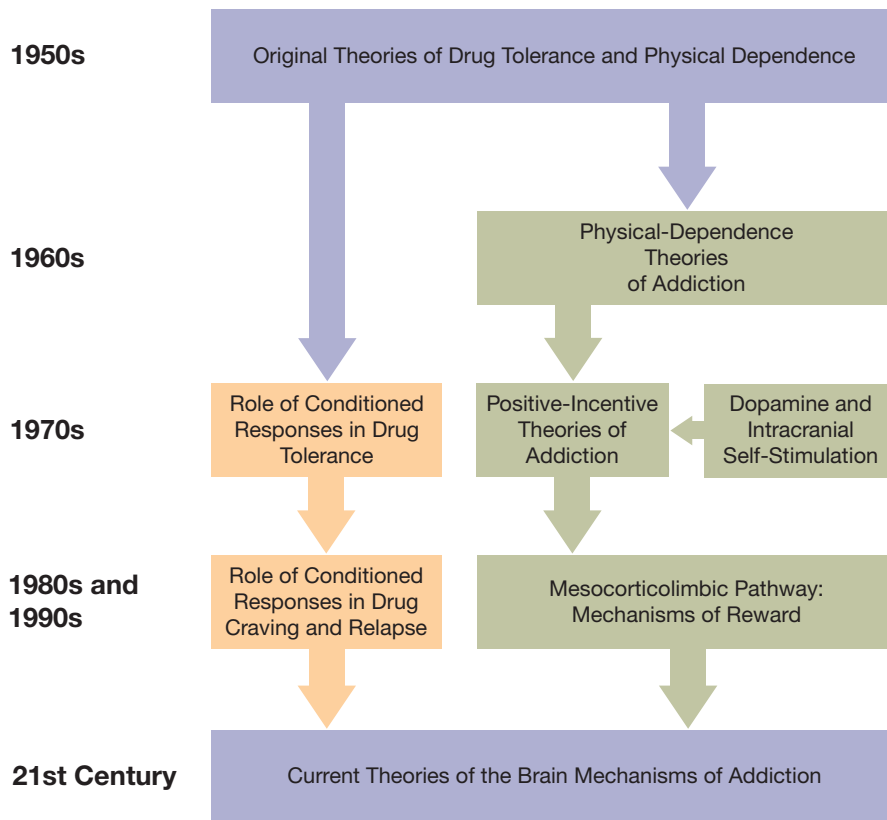 1950s
Original Theories of Drug Tolerance and Physical Dependence
1960s
Physical-Dependence
Theories
of Addiction
1970s
Role of Conditioned
Responses in Drug
Tolerance
Positive-Incentive
Theories of
Addiction
Dopamine and
Intracranial
Self-Stimulation
1980s and
1990s
Role of Conditioned
Responses in Drug
Craving and Relapse
Mesocorticolimbic Pathway:
Mechanisms of Reward
21st Century
Current Theories of the Brain Mechanisms of Addiction